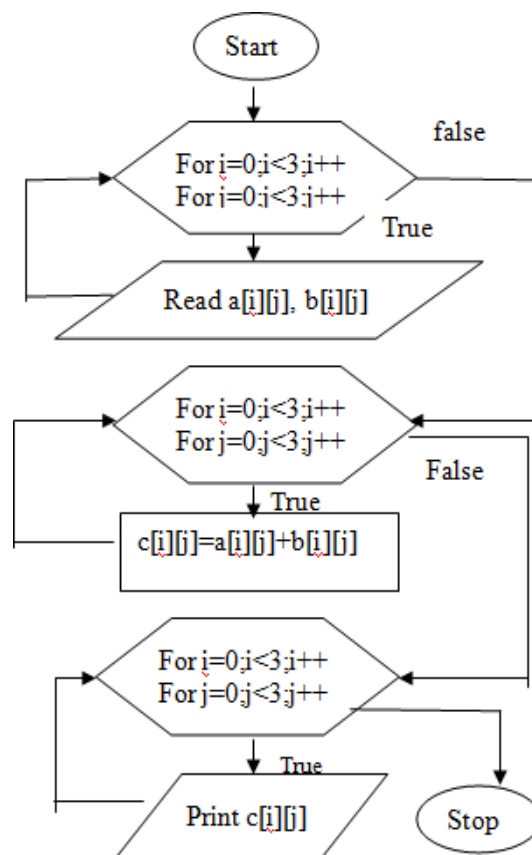 Start
false
For i=0;i<3;i++
For j=0;j<3;j++
True
Read a[i][j], b[i][j]
For i=0;i<3;i++
For j=0;j<3;j++
False
True
c[i][j]=a[i][j]+b[i][j]
For i=0;i<3;i++
For j=0;j<3;j++
True
Print c[i][j]
Stop